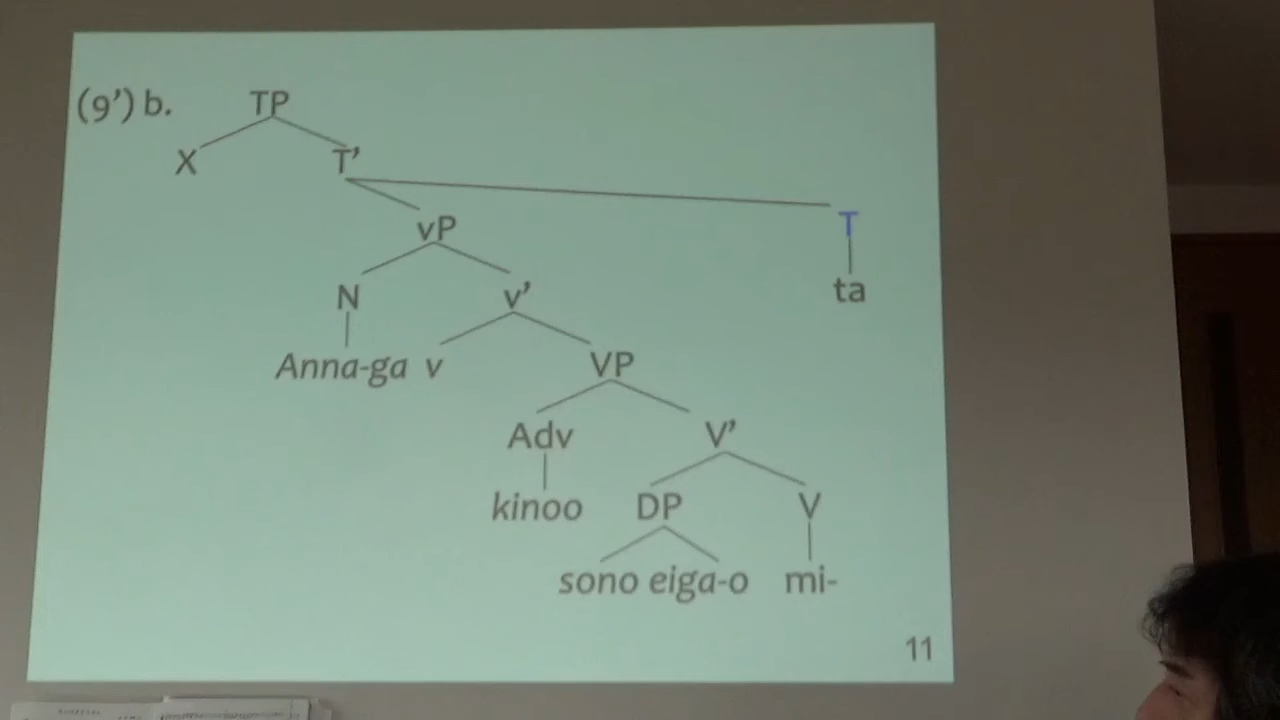 (9') b. TP
X T'
vP T
N v' ta
Anna-ga v VP
Adv V'
kinoo DP V
sono eiga-o mi-
11